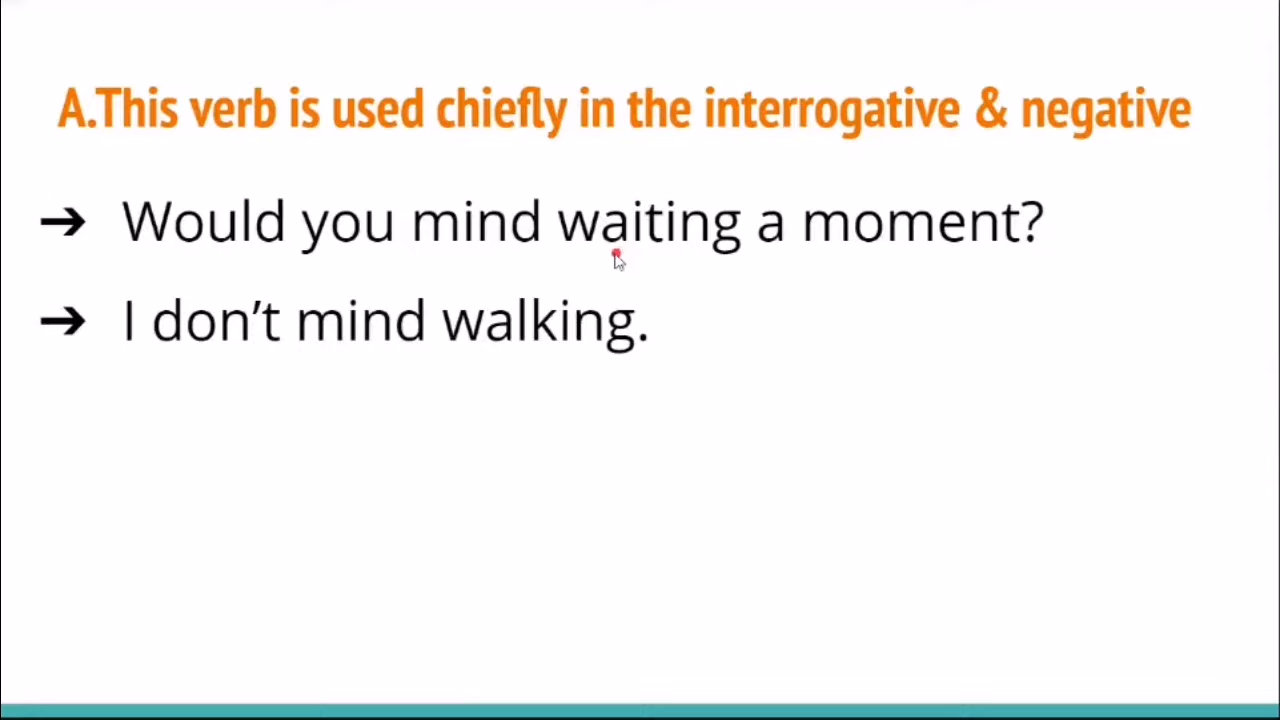 A.This verb is used chiefly in the interrogative & negative
➔ Would you mind waiting a moment?
➔ I don’t mind walking.